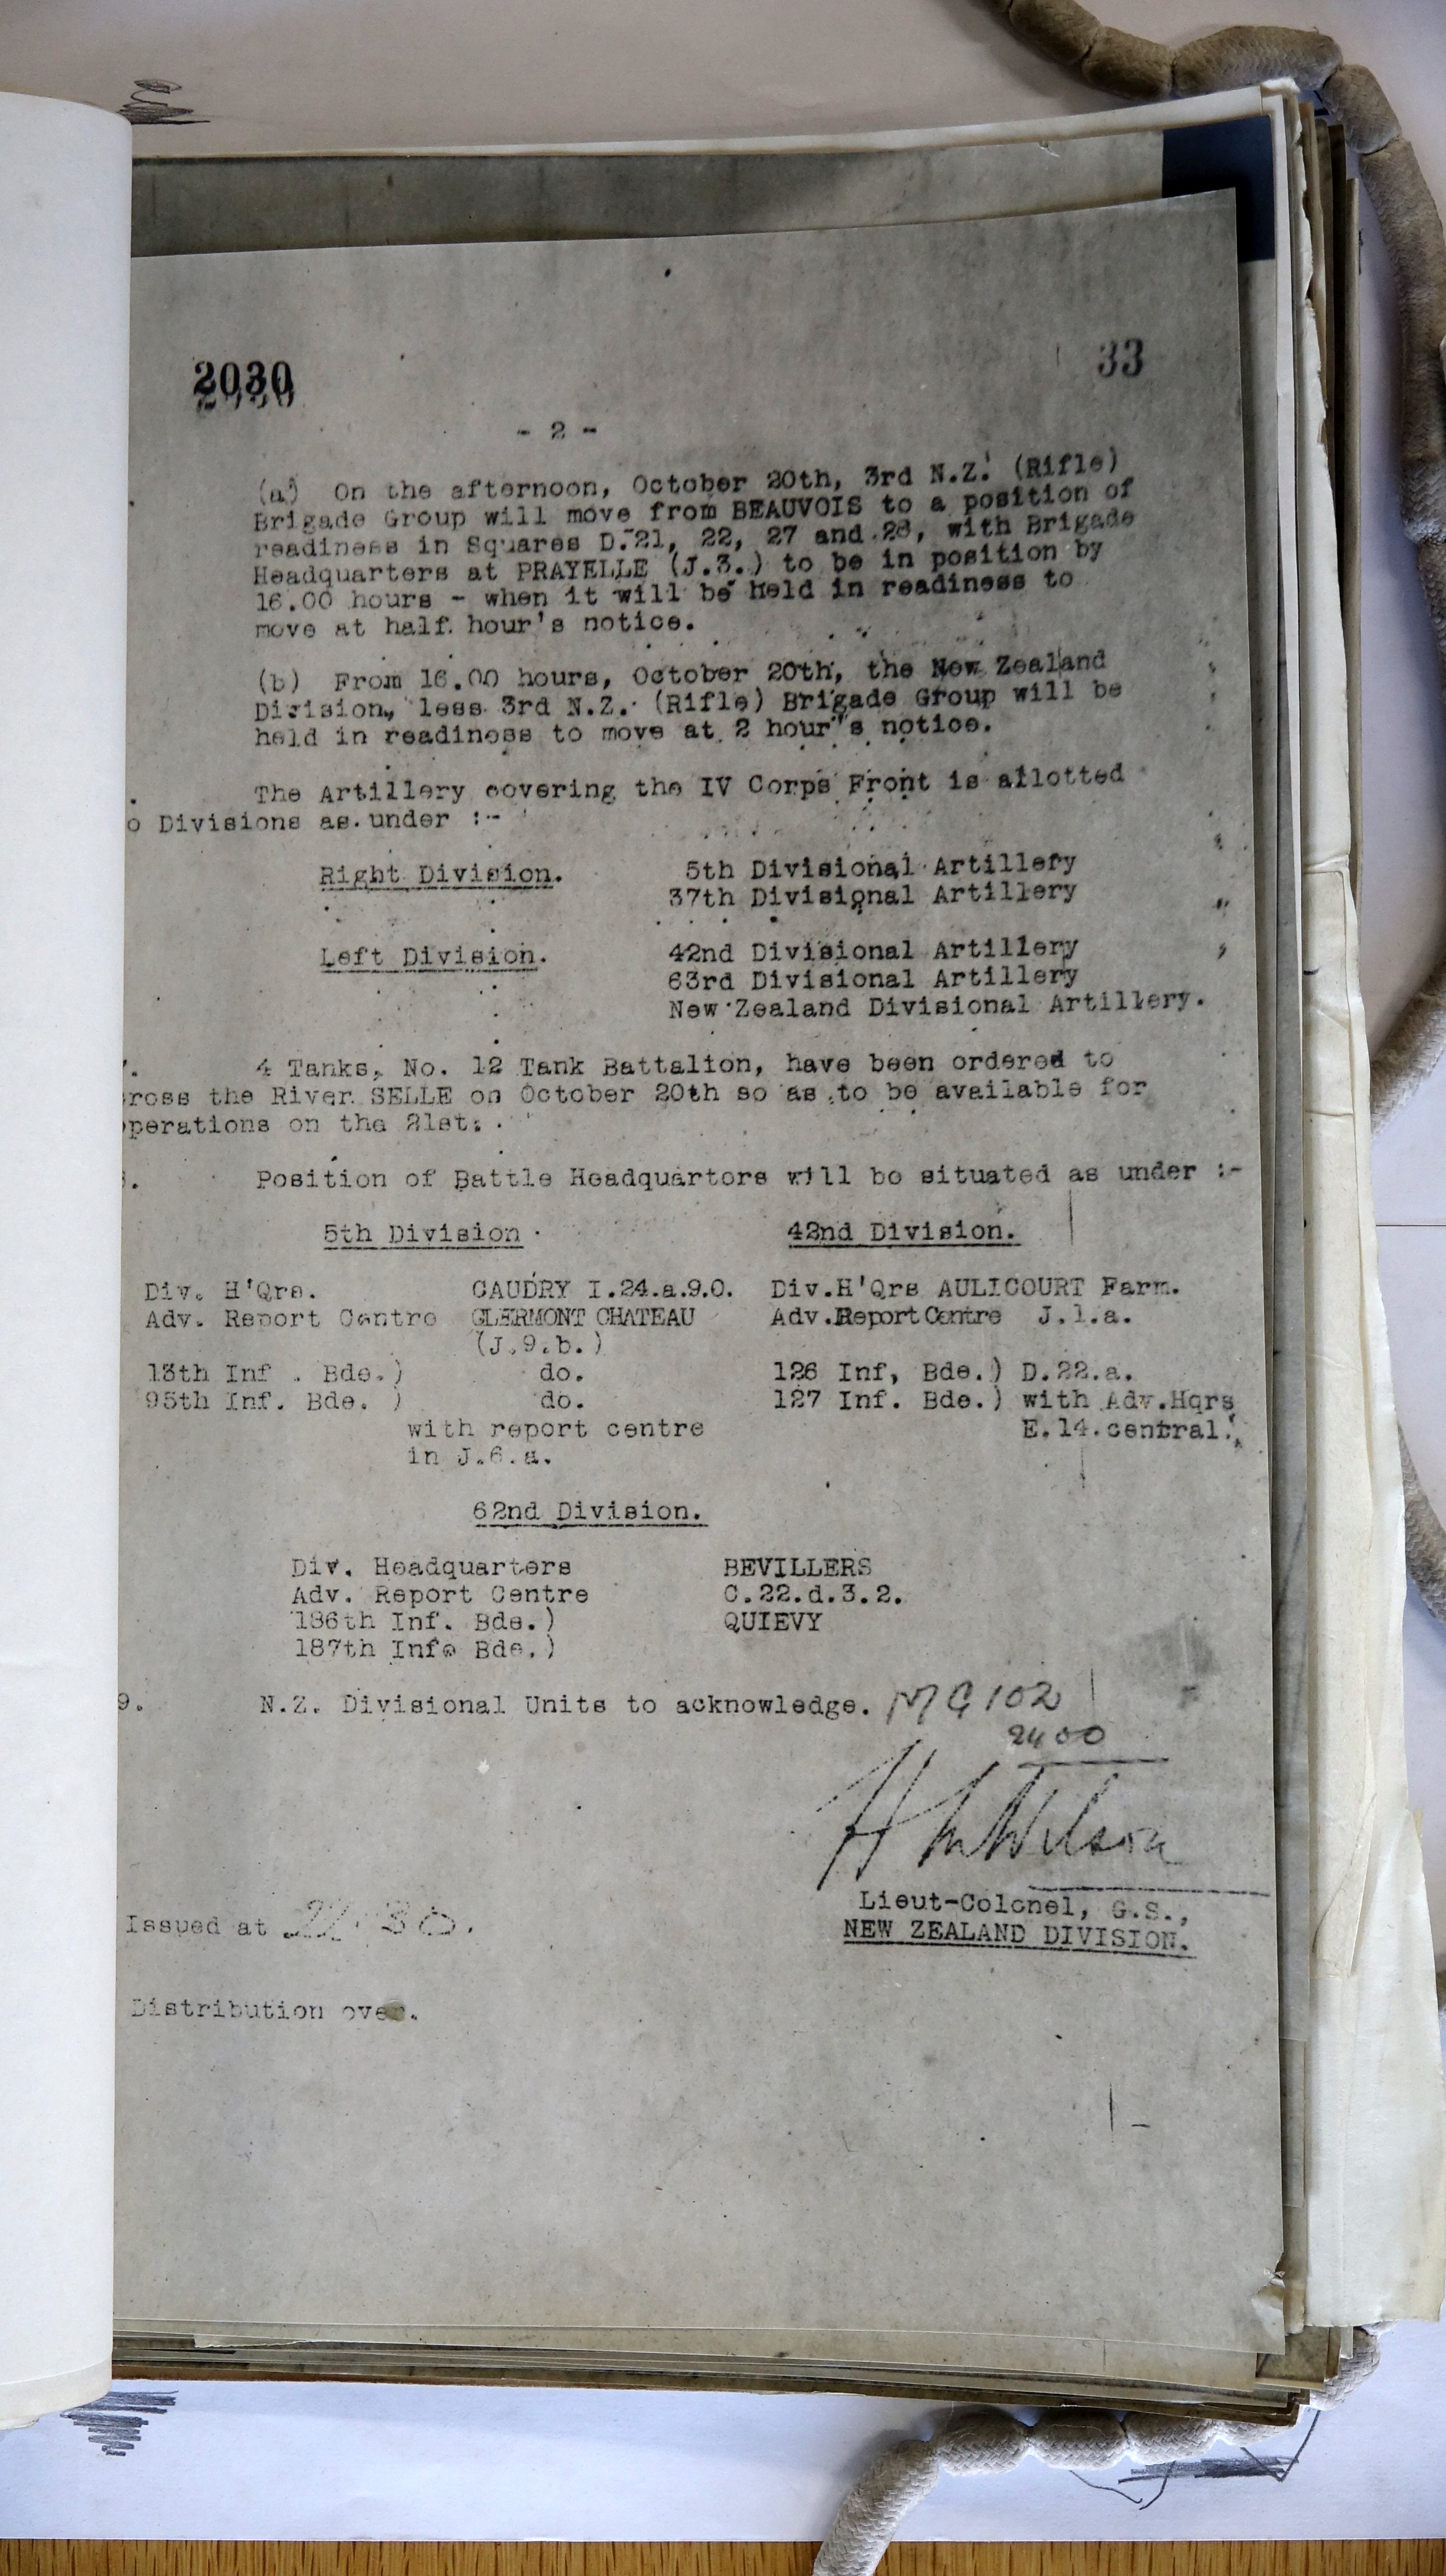 2030
33
- 2 -
(a) On the afternoon, October 20th, 3rd N.Z. (Rifle)
Brigade Group will move from BEAUVOIS to a position of
readiness in Squares D.21, 22, 27 and 28, with Brigade
Headquarters at PRAYELLE (J.3.) to be in position by
16.00 hours - when it will be held in readiness to
move at half hour's notice.
(b) From 16.00 hours, October 20th, the New Zealand
Division, less 3rd N.Z. (Rifle) Brigade Group will be
held in readiness to move at 2 hour"s notice.
The Artillery covering the IV Corps Front is allotted
o Divisions as under :-
Right Division. 5th Divisional Artillery
37th Divisional Artillery
Left Division. 42nd Divisional Artillery
63rd Divisional Artillery
New Zealand Divisional Artillery.
4 Tanks, No. 12 Tank Battalion, have been ordered to
ross the River SELLE on October 20th so as to be available for
perations on the 21st.
Position of Battle Headquarters will be situated as under :-
5th Division 42nd Division.
Div. H'Qrs. CAUDRY I.24.a.9.0. Div.H'Qrs AULICOURT Farm.
Adv. Report Centre CLERMONT CHATEAU Adv.Report Centre J.1.a.
(J.9.b.)
13th Inf . Bde.) do. 126 Inf, Bde.) D.22.a.
95th Inf. Bde. ) do. 127 Inf. Bde.) with Adv.Hqrs
with report centre E.14.central.
in J.6.a.
62nd Division.
Div. Headquarters BEVILLERS
Adv. Report Centre C.22.d.3.2.
186th Inf. Bde.) QUIEVY
187th Inf. Bde.)
9. N.Z. Divisional Units to acknowledge. MG102
2400
H M Wilson
Lieut-Colonel, G.S.,
Issued at 22.30. NEW ZEALAND DIVISION.
Distribution over.